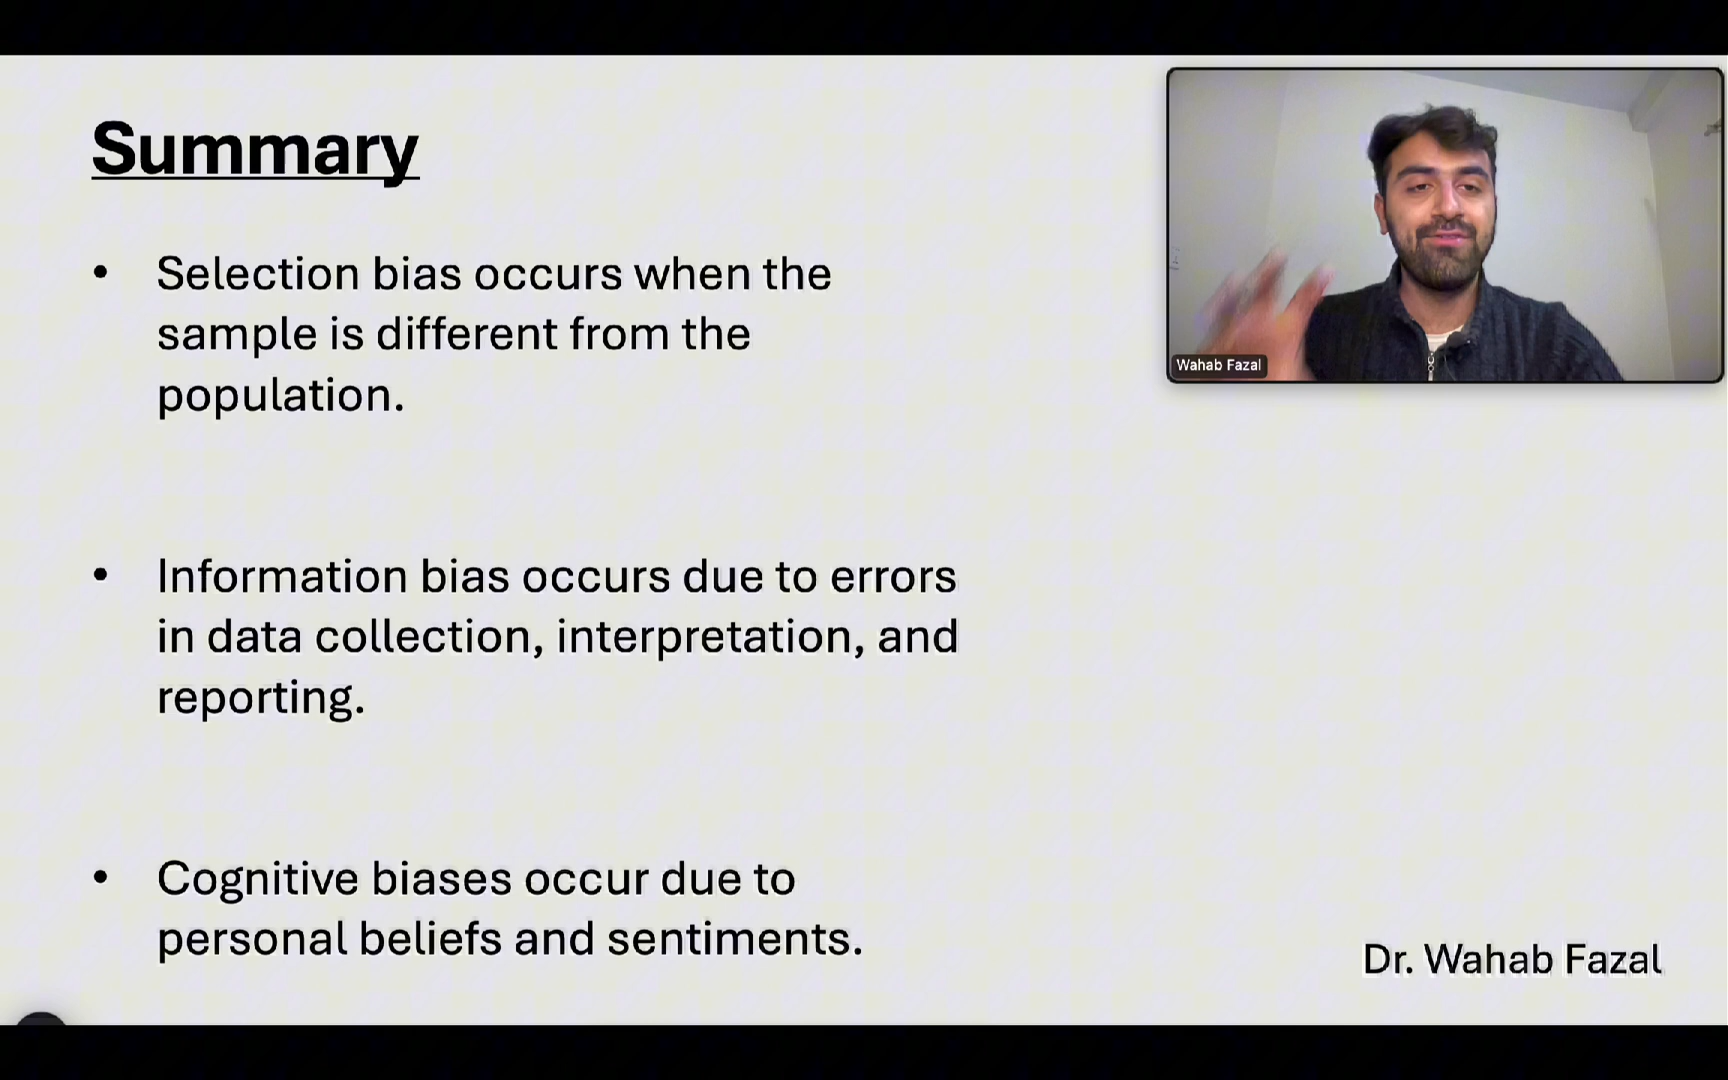 Summary
• Selection bias occurs when the
sample is different from the
population.
• Information bias occurs due to errors
in data collection, interpretation, and
reporting.
• Cognitive biases occur due to
personal beliefs and sentiments.
Wahab Fazal
Dr. Wahab Fazal